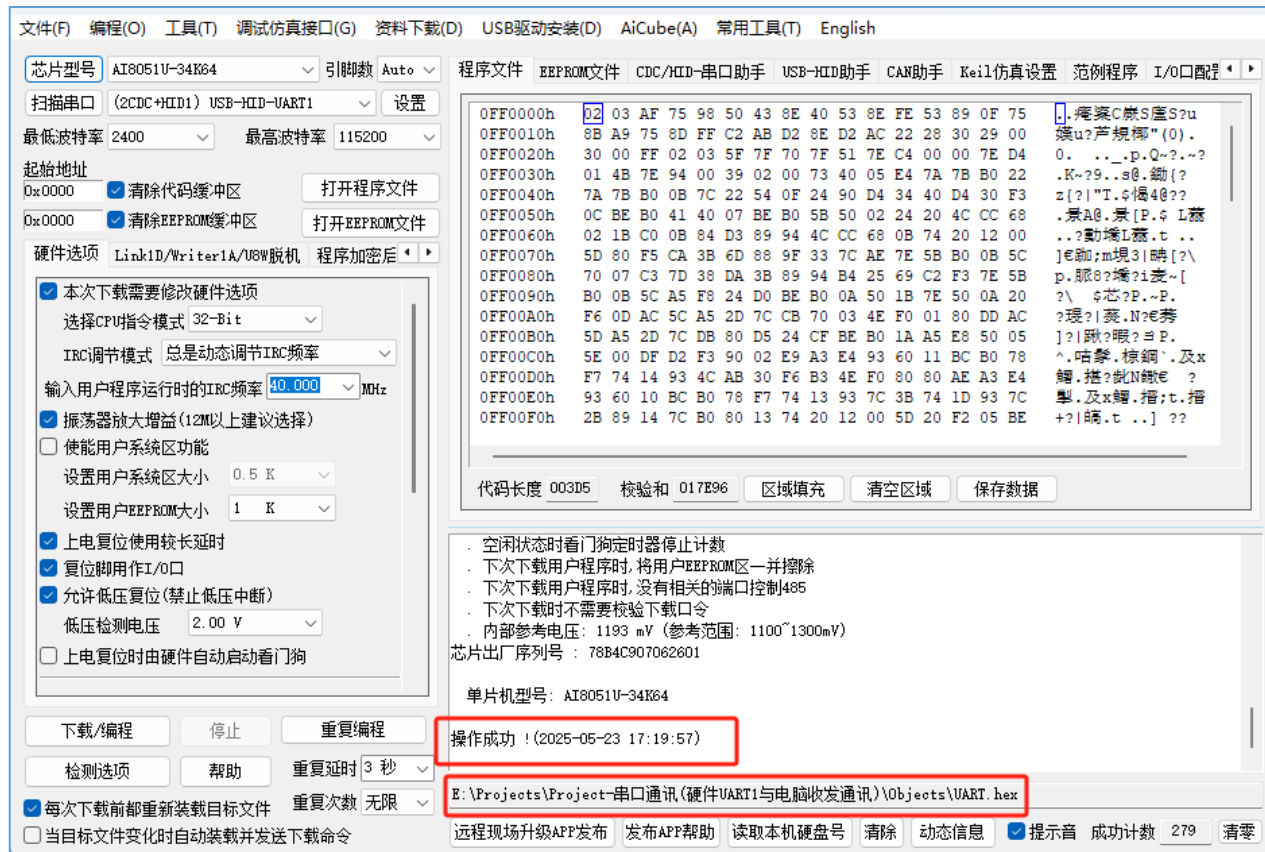 文件(F) 编程(O) 工具(T) 调试仿真接口(G) 资料下载(D) USB驱动安装(D) AiCube(A) 常用工具(T) English
芯片型号 AI8051U-34K64 引脚数 Auto
扫描串口 (2CDC+HID1) USB-HID-UART1 设置
最低波特率 2400 最高波特率 115200
起始地址
0x0000 清除代码缓冲区 打开程序文件
0x0000 清除EEPROM缓冲区 打开EEPROM文件
硬件选项 Link1D/Writer1A/U8W脱机 程序加密后
本次下载需要修改硬件选项
选择CPU指令模式 32-Bit
IRC调节模式 总是动态调节IRC频率
输入用户程序运行时的IRC频率 40.000 MHz
振荡器放大增益(12M以上建议选择)
使能用户系统区功能
设置用户系统区大小 0.5 K
设置用户EEPROM大小 1 K
上电复位使用较长延时
复位脚用作I/O口
允许低压复位(禁止低压中断)
低压检测电压 2.00 V
上电复位时由硬件自动启动看门狗
下载/编程 停止 重复编程
检测选项 帮助 重复延时 3 秒
每次下载前都重新装载目标文件 重复次数 无限
当目标文件变化时自动装载并发送下载命令
程序文件 EEPROM文件 CDC/HID-串口助手 USB-HID助手 CAN助手 Keil仿真设置 范例程序 I/O口配置
0FF0000h 02 03 AF 75 98 50 43 8E 40 53 8E FE 53 89 0F 75
0FF0010h 8B A9 75 8D FF C2 AB D2 8E D2 AC 22 28 30 29 00
0FF0020h 30 00 FF 02 03 5F 7F 70 7F 51 7E C4 00 00 7E D4
0FF0030h 01 4B 7E 94 00 39 02 00 73 40 05 E4 7A 7B B0 22
0FF0040h 7A 7B B0 0B 7C 22 54 0F 24 90 D4 34 40 D4 30 F3
0FF0050h 0C BE B0 41 40 07 BE B0 5B 50 02 24 20 4C CC 68
0FF0060h 02 1B C0 0B 84 D3 89 94 4C CC 68 0B 74 20 12 00
0FF0070h 5D 80 F5 CA 3B 6D 88 9F 33 7C AE 7E 5B B0 0B 5C
0FF0080h 70 07 C3 7D 38 DA 3B 89 94 B4 25 69 C2 F3 7E 5B
0FF0090h B0 0B 5C A5 F8 24 D0 BE B0 0A 50 1B 7E 50 0A 20
0FF00A0h F6 0D AC 5C A5 2D 7C CB 70 03 4E F0 01 80 DD AC
0FF00B0h 5D A5 2D 7C DB 80 D5 24 CF BE B0 1A A5 E8 50 05
0FF00C0h 5E 00 DF D2 F3 90 02 E9 A3 E4 93 60 11 BC B0 78
0FF00D0h F7 74 14 93 4C AB 30 F6 B3 4E F0 80 80 AE A3 E4
0FF00E0h 93 60 10 BC B0 78 F7 74 13 93 7C 3B 74 1D 93 7C
0FF00F0h 2B 89 14 7C B0 80 13 74 20 12 00 5D 20 F2 05 BE
代码长度 003D5 校验和 017E96 区域填充 清空区域 保存数据
. 空闲状态时看门狗定时器停止计数
. 下次下载用户程序时,将用户EEPROM区一并擦除
. 下次下载用户程序时,没有相关的端口控制485
. 下次下载时不需要校验下载口令
. 内部参考电压: 1193 mV (参考范围: 1100~1300mV)
芯片出厂序列号 : 78B4C907062601
单片机型号: AI8051U-34K64
操作成功 !(2025-05-23 17:19:57)
E:\Projects\Project-串口通讯(硬件UART1与电脑收发通讯)\Objects\UART.hex
远程现场升级APP发布 发布APP帮助 读取本机硬盘号 清除 动态信息 提示音 成功计数 279 清零